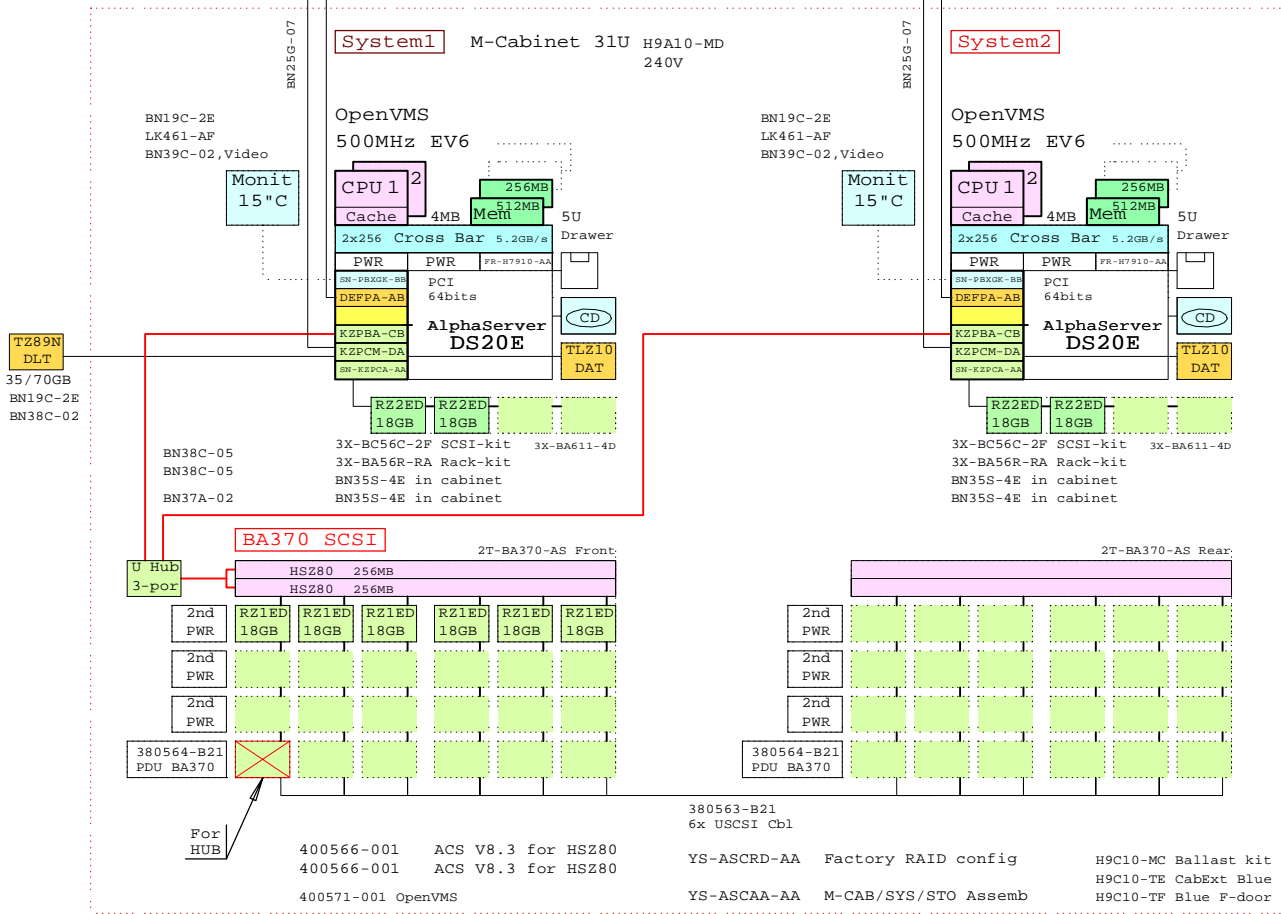 BN25G-07
System1
M-Cabinet 31U H9A10-MD
240V
BN19C-2E
LK461-AF
BN39C-02,Video
OpenVMS
500MHz EV6
Monit
15"C
CPU 1
2
Cache
4MB
256MB
512MB
Mem
5U
Drawer
2x256 Cross Bar 5.2GB/s
PWR
PWR
FR-H7910-AA
SN-PBXGK-BB
PCI
64bits
DEFPA-AB
CD
KZPBA-CB
AlphaServer
DS20E
KZPCM-DA
SN-KZPCA-AA
TLZ10
DAT
TZ89N
DLT
35/70GB
BN19C-2E
BN38C-02
RZ2ED
18GB
RZ2ED
18GB
3X-BC56C-2F SCSI-kit
3X-BA611-4D
3X-BA56R-RA Rack-kit
BN35S-4E in cabinet
BN35S-4E in cabinet
BN38C-05
BN38C-05
BN37A-02
BN25G-07
System2
BN19C-2E
LK461-AF
BN39C-02,Video
OpenVMS
500MHz EV6
Monit
15"C
CPU 1
2
Cache
4MB
256MB
512MB
Mem
5U
Drawer
2x256 Cross Bar 5.2GB/s
PWR
PWR
FR-H7910-AA
SN-PBXGK-BB
PCI
64bits
DEFPA-AB
CD
KZPBA-CB
AlphaServer
DS20E
KZPCM-DA
SN-KZPCA-AA
TLZ10
DAT
RZ2ED
18GB
RZ2ED
18GB
3X-BC56C-2F SCSI-kit
3X-BA611-4D
3X-BA56R-RA Rack-kit
BN35S-4E in cabinet
BN35S-4E in cabinet
BA370 SCSI
2T-BA370-AS Front
U Hub
3-por
HSZ80 256MB
HSZ80 256MB
2nd
PWR
RZ1ED
18GB
RZ1ED
18GB
RZ1ED
18GB
RZ1ED
18GB
RZ1ED
18GB
RZ1ED
18GB
2nd
PWR
2nd
PWR
380564-B21
PDU BA370
For
HUB
2T-BA370-AS Rear
2nd
PWR
2nd
PWR
2nd
PWR
380564-B21
PDU BA370
380563-B21
6x USCSI Cbl
400566-001 ACS V8.3 for HSZ80
400566-001 ACS V8.3 for HSZ80
400571-001 OpenVMS
YS-ASCRD-AA Factory RAID config
YS-ASCAA-AA M-CAB/SYS/STO Assemb
H9C10-MC Ballast kit
H9C10-TE CabExt Blue
H9C10-TF Blue F-door